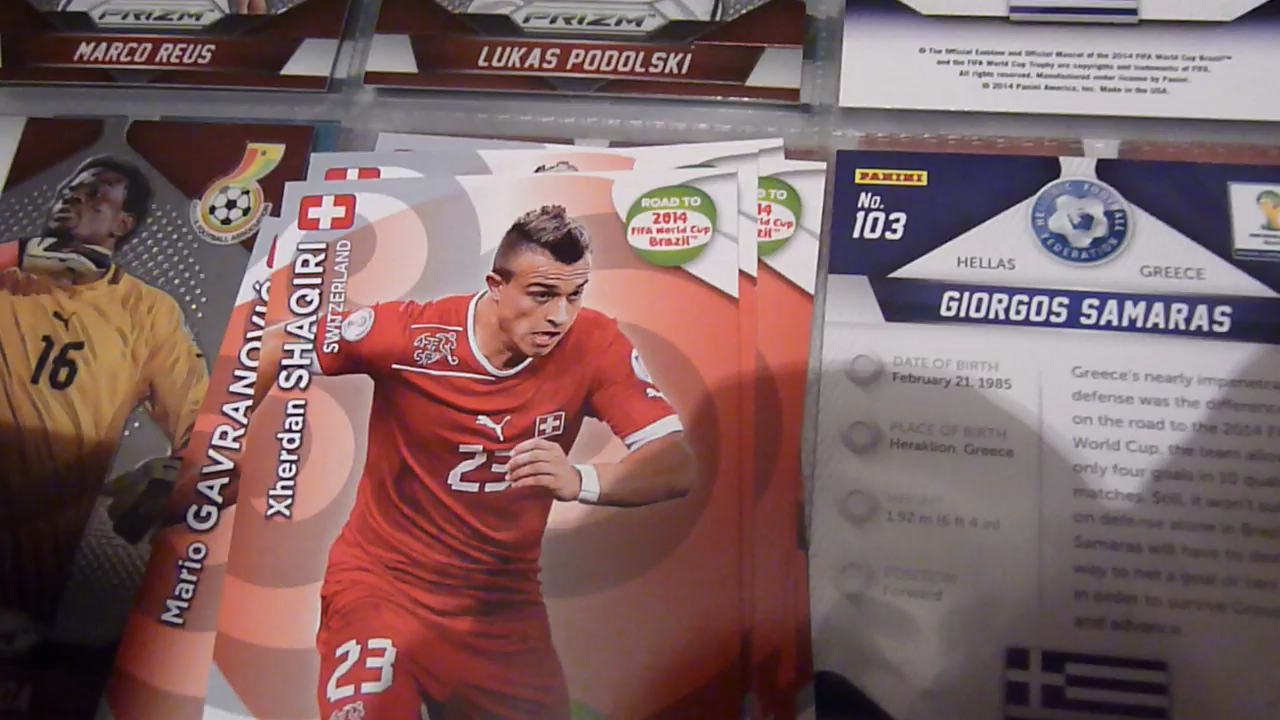 PRIZM
MARCO REUS
PRIZM
LUKAS PODOLSKI
© The Official Emblem and Official Mascot of the 2014 FIFA World Cup Brazil™
and the FIFA World Cup Trophy are copyrights and trademarks of FIFA.
All rights reserved. Manufactured under license by Panini.
© 2014 Panini America, Inc. Made in the USA.
16
Mario GAVRANOVIĆ
Xherdan SHAQIRI
SWITZERLAND
ROAD TO
2014
FIFA World Cup
Brazil™
23
23
D TO
14
ld Cup
zil™
PANINI
No.
103
HELLAS
GREECE
GIORGOS SAMARAS
DATE OF BIRTH
February 21, 1985
PLACE OF BIRTH
Heraklion, Greece
HEIGHT
1.92 m (6 ft 4 in)
POSITION
Forward
Greece's nearly
defense was the
on the road to the 2014
World Cup, the team
only four goals in 10
matches. Still, it won't
on defense alone in
Samaras will have to
way to net a goal or
in order to survive
and advance.